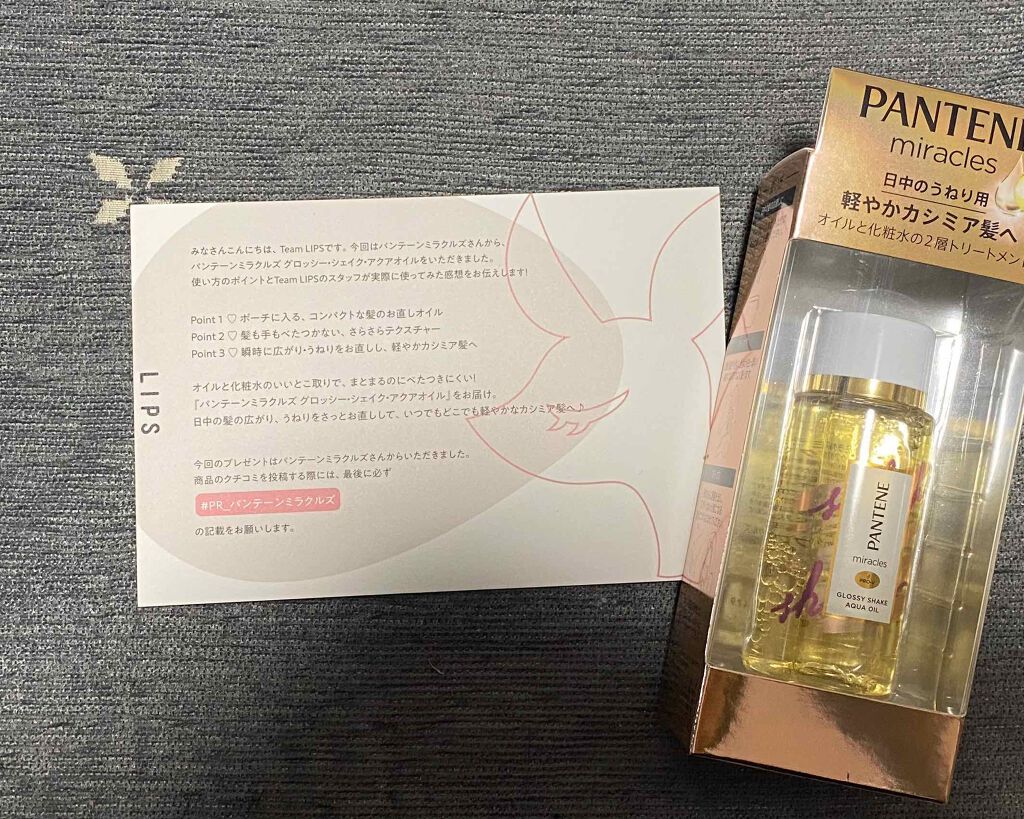 みなさんこんにちは、Team LIPSです。今回はパンテーンミラクルズさんから、
パンテーンミラクルズ グロッシー・シェイク・アクアオイルをいただきました。
使い方のポイントとTeam LIPSのスタッフが実際に使ってみた感想をお伝えします!
Point 1 ♡ ポーチに入る、コンパクトな髪のお直しオイル
Point 2 ♡ 髪も手もべたつかない、さらさらテクスチャー
Point 3 ♡ 瞬時に広がり・うねりをお直しし、軽やかカシミア髪へ
オイルと化粧水のいいとこ取りで、まとまるのにべたつきにくい!
『パンテーンミラクルズ グロッシー・シェイク・アクアオイル』をお届け。
日中の髪の広がり、うねりをさっとお直しして、いつでもどこでも軽やかなカシミア髪へ♪
今回のプレゼントはパンテーンミラクルズさんからいただきました。
商品のクチコミを投稿する際には、最後に必ず
#PR_パンテーンミラクルズ
の記載をお願いします。
LIPS
PANTENE
miracles
日中のうねり用
軽やかカシミア髪へ
オイルと化粧水の2層トリートメント
PANTENE
miracles
PRO-V
GLOSSY SHAKE
AQUA OIL